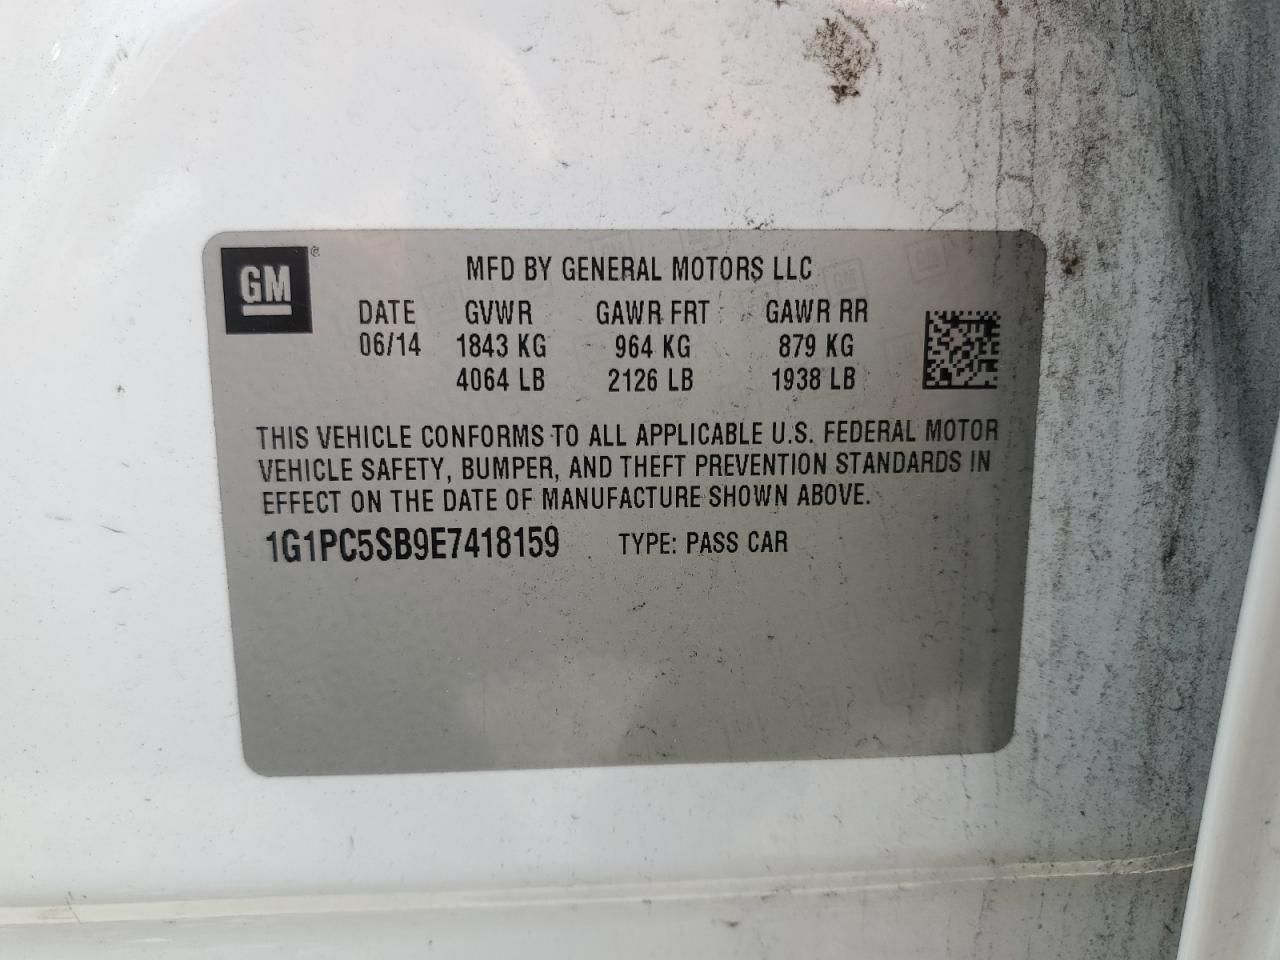 GM ®
MFD BY GENERAL MOTORS LLC
DATE GVWR GAWR FRT GAWR RR
06/14 1843 KG 964 KG 879 KG
4064 LB 2126 LB 1938 LB
THIS VEHICLE CONFORMS TO ALL APPLICABLE U.S. FEDERAL MOTOR
VEHICLE SAFETY, BUMPER, AND THEFT PREVENTION STANDARDS IN
EFFECT ON THE DATE OF MANUFACTURE SHOWN ABOVE.
1G1PC5SB9E7418159 TYPE: PASS CAR